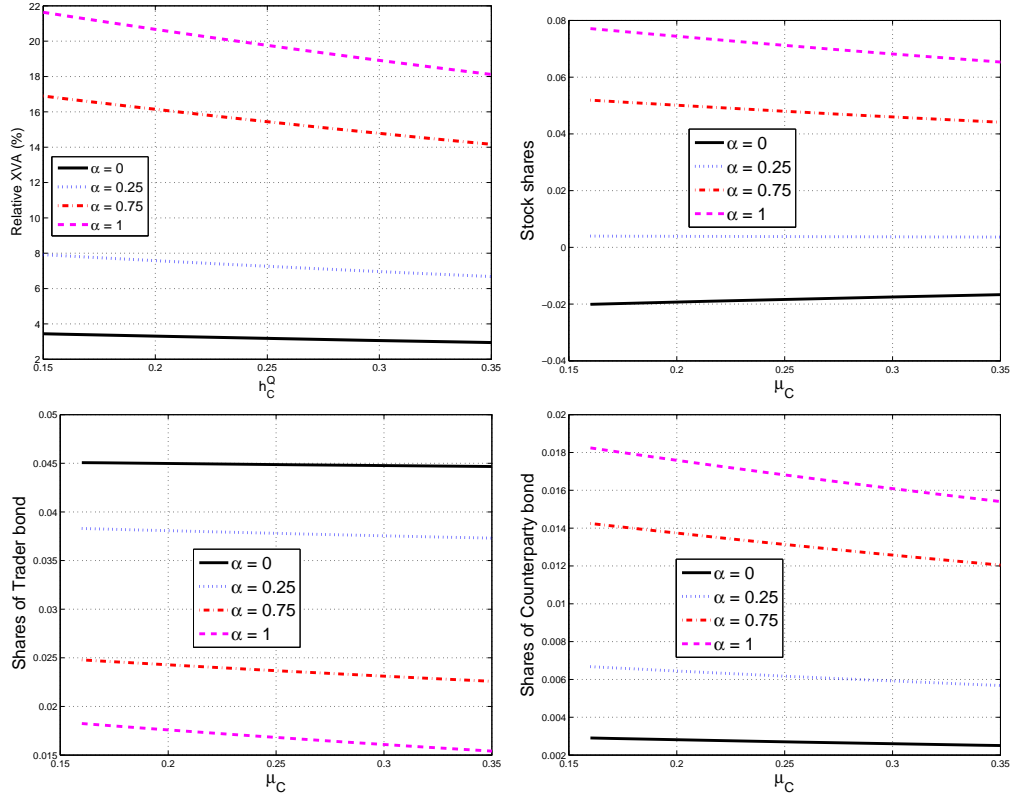 22
20
18
16
14
12
10
8
6
4
2
Relative XVA (%)
α = 0
α = 0.25
α = 0.75
α = 1
0.15 0.2 0.25 0.3 0.35
h_C^Q
0.1
0.08
0.06
0.04
0.02
0
−0.02
−0.04
Stock shares
α = 0
α = 0.25
α = 0.75
α = 1
0.15 0.2 0.25 0.3 0.35
μ_C
0.05
0.045
0.04
0.035
0.03
0.025
0.02
0.015
Shares of Trader bond
α = 0
α = 0.25
α = 0.75
α = 1
0.15 0.2 0.25 0.3 0.35
μ_C
0.02
0.018
0.016
0.014
0.012
0.01
0.008
0.006
0.004
0.002
Shares of Counterparty bond
α = 0
α = 0.25
α = 0.75
α = 1
0.15 0.2 0.25 0.3 0.35
μ_C